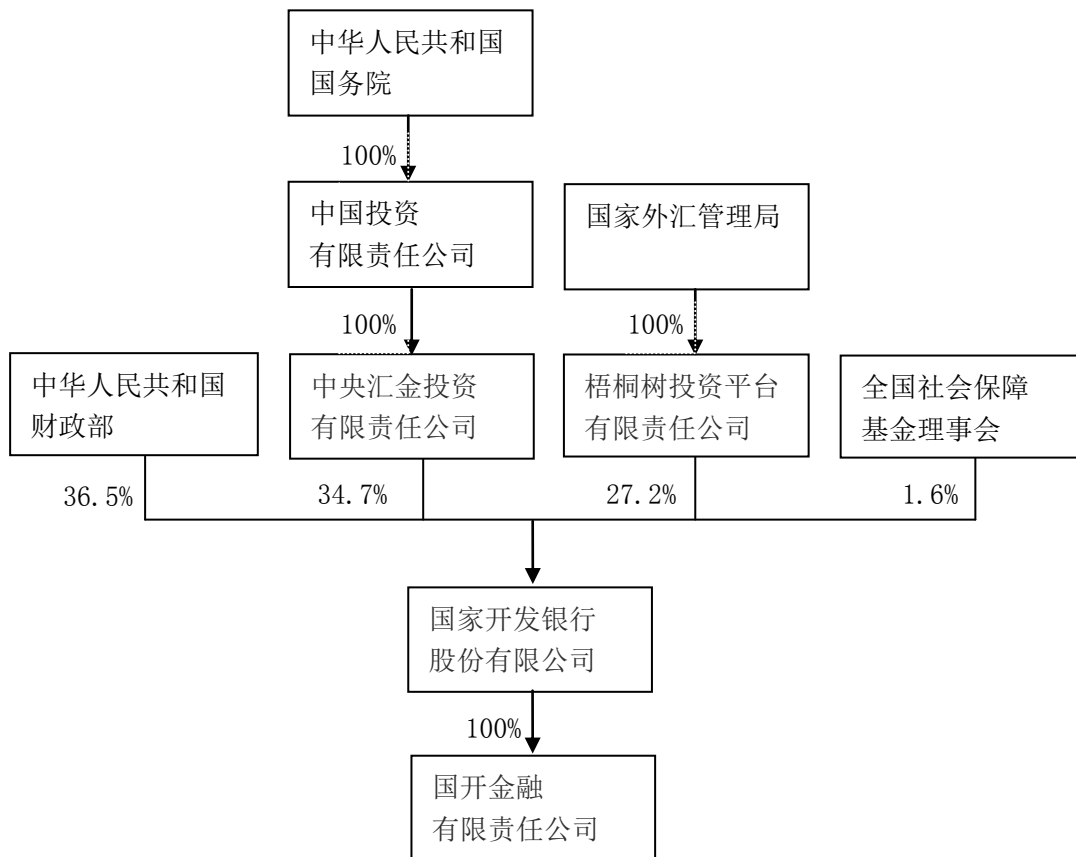 中华人民共和国
国务院
100%
中国投资
有限责任公司
国家外汇管理局
100%
100%
中华人民共和国
财政部
中央汇金投资
有限责任公司
梧桐树投资平台
有限责任公司
全国社会保障
基金理事会
36.5%
34.7%
27.2%
1.6%
国家开发银行
股份有限公司
100%
国开金融
有限责任公司